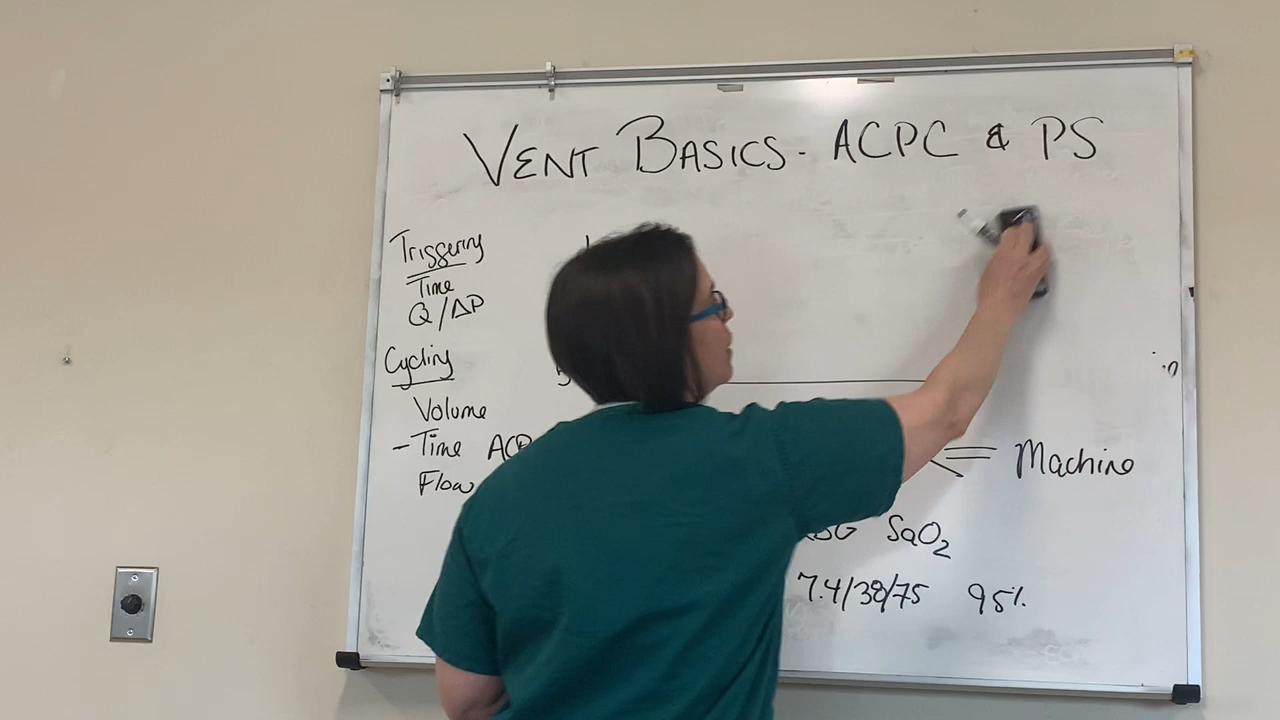 VENT BASICS - ACPC & PS
Triggering
Time
Q/ΔP
Cycling
Volume
- Time ACP
Flow
= Machine
SaO2
7.4/38/75 95%